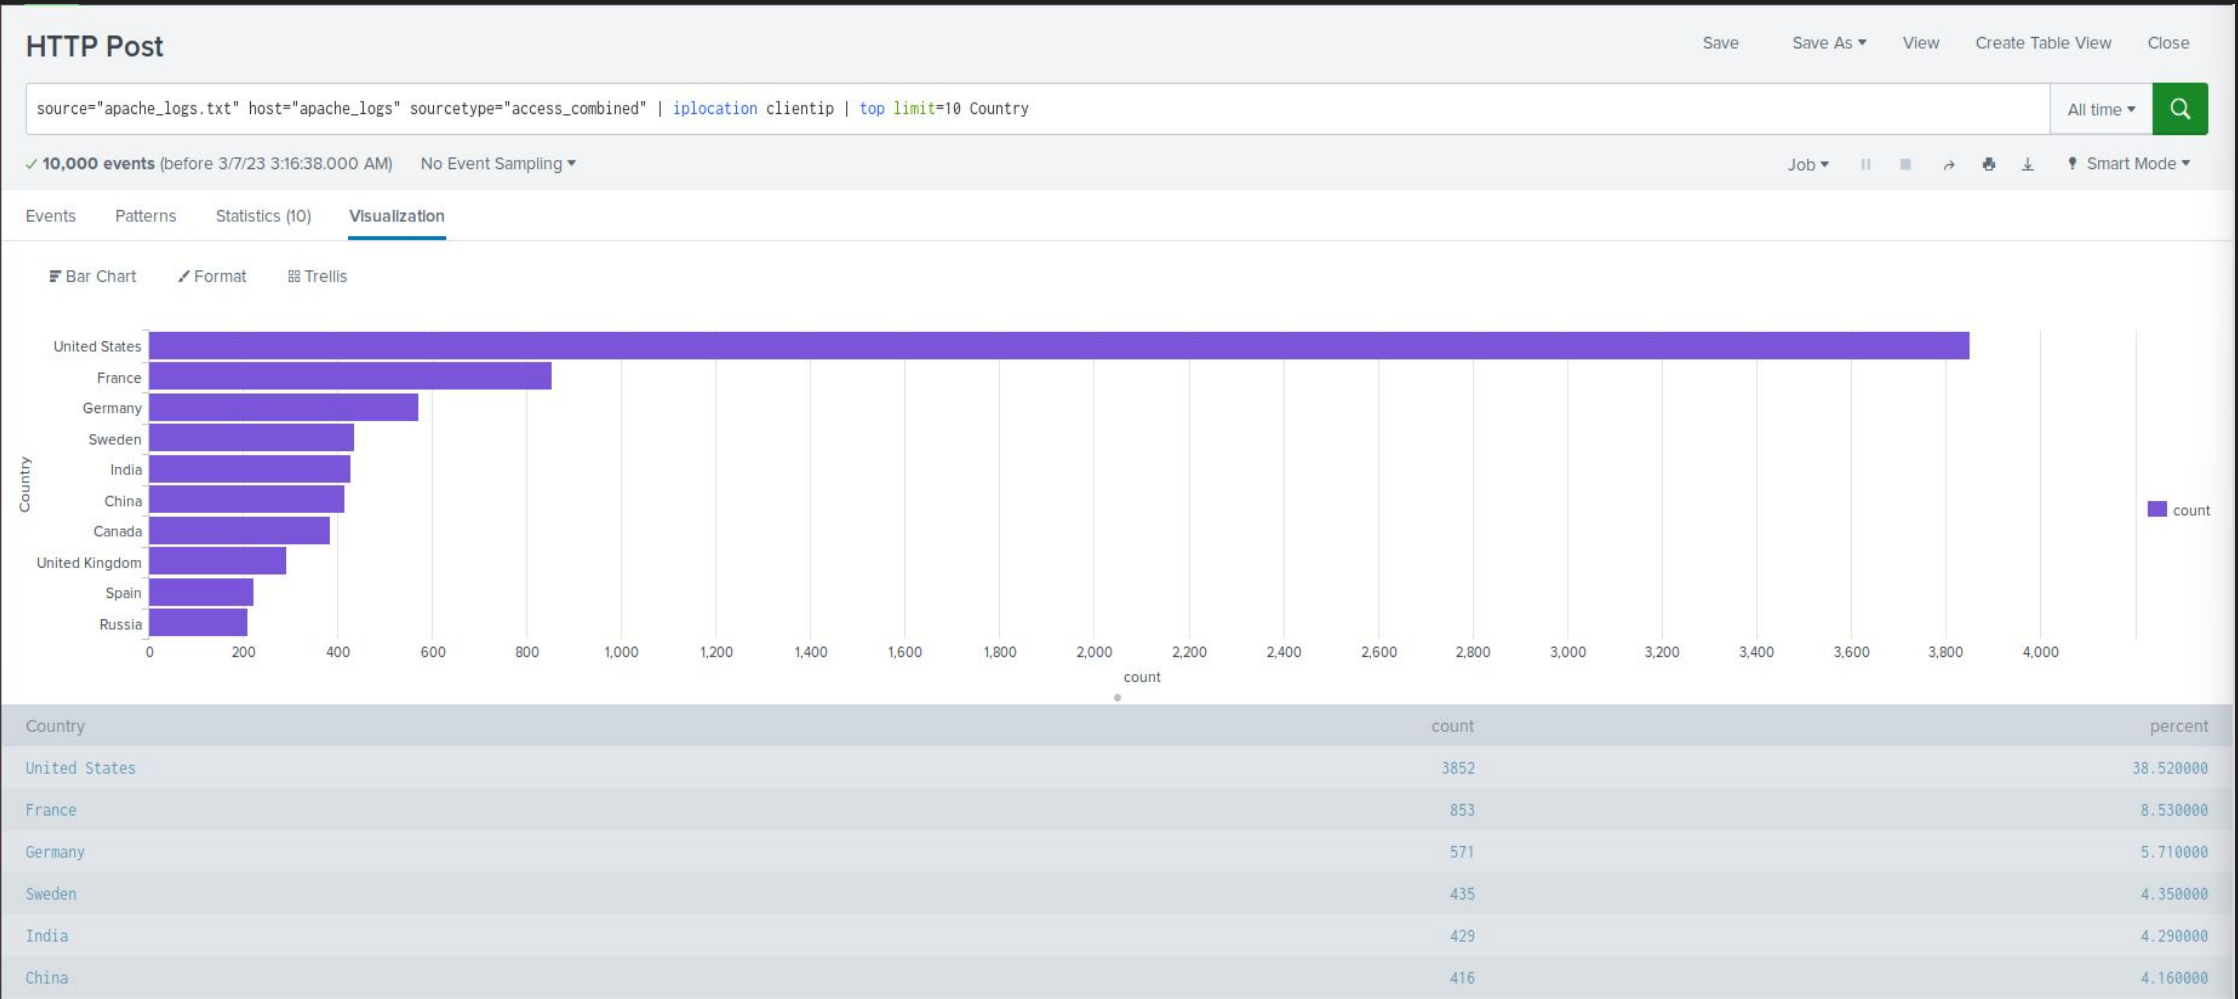 HTTP Post
Save Save As View Create Table View Close
source="apache_logs.txt" host="apache_logs" sourcetype="access_combined" | iplocation clientip | top limit=10 Country
All time
10,000 events (before 3/7/23 3:16:38.000 AM) No Event Sampling
Job Smart Mode
Events Patterns Statistics (10) Visualization
Bar Chart Format Trellis
United States
France
Germany
Sweden
India
China
Canada
United Kingdom
Spain
Russia
Country
count
0 200 400 600 800 1,000 1,200 1,400 1,600 1,800 2,000 2,200 2,400 2,600 2,800 3,000 3,200 3,400 3,600 3,800 4,000
count
Country count percent
United States 3852 38.520000
France 853 8.530000
Germany 571 5.710000
Sweden 435 4.350000
India 429 4.290000
China 416 4.160000